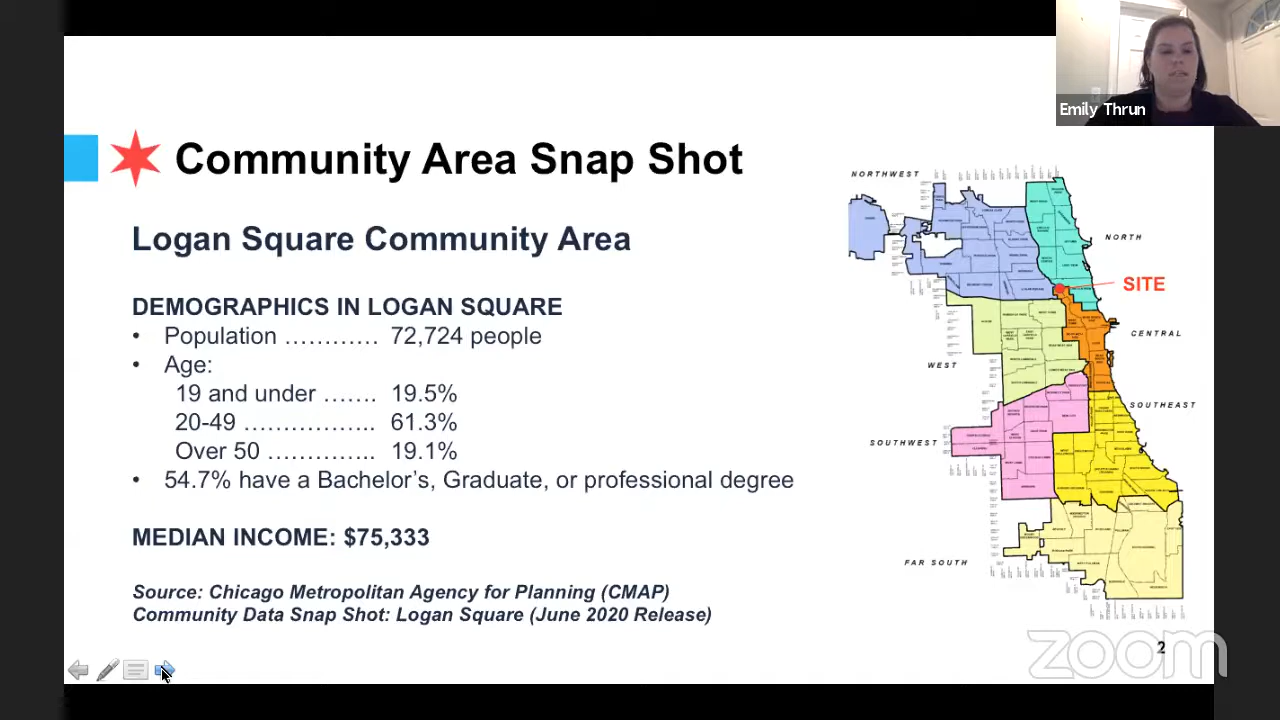 Emily Thrun
Community Area Snap Shot
Logan Square Community Area
DEMOGRAPHICS IN LOGAN SQUARE
• Population ………… 72,724 people
• Age:
19 and under ……. 19.5%
20-49 …………….. 61.3%
Over 50 ………….. 19.1%
• 54.7% have a Bachelor’s, Graduate, or professional degree
MEDIAN INCOME: $75,333
Source: Chicago Metropolitan Agency for Planning (CMAP)
Community Data Snap Shot: Logan Square (June 2020 Release)
NORTHWEST
NORTH
SITE
CENTRAL
WEST
SOUTHEAST
SOUTHWEST
FAR SOUTH
2
zoom